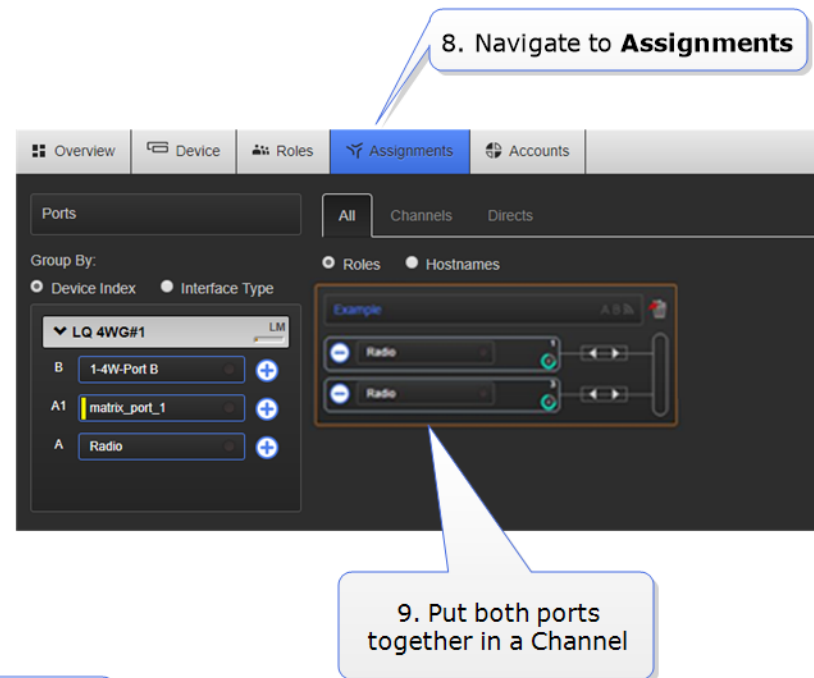 8. Navigate to Assignments
Overview Device Roles Assignments Accounts
Ports
All Channels Directs
Group By:
Roles Hostnames
Device Index Interface Type
Example A B
LQ 4WG#1 LM
Radio 1
B 1-4W-Port B
Radio 3
A1 matrix_port_1
A Radio
9. Put both ports
together in a Channel